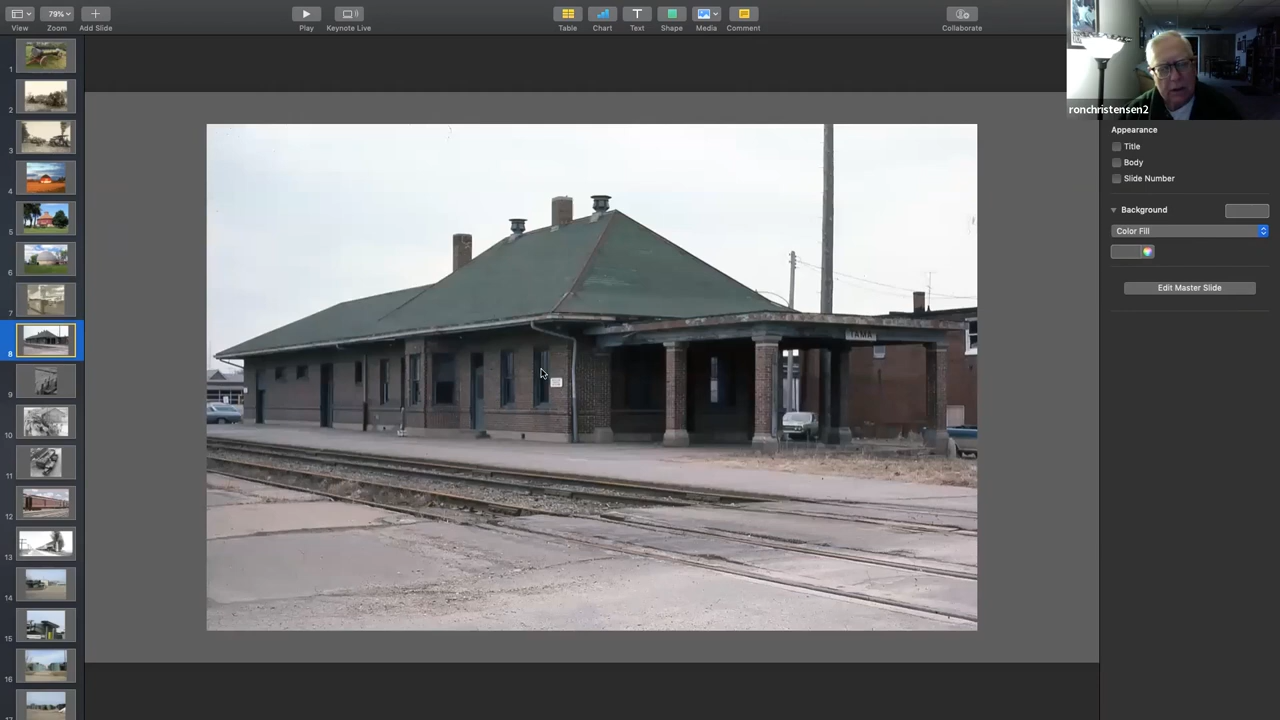 View
79%
Zoom
Add Slide
Play
Keynote Live
Table
Chart
Text
Shape
Media
Comment
Collaborate
ronchristensen2
Appearance
Title
Body
Slide Number
Background
Color Fill
Edit Master Slide
TAMA
1
2
3
4
5
6
7
8
9
10
11
12
13
14
15
16